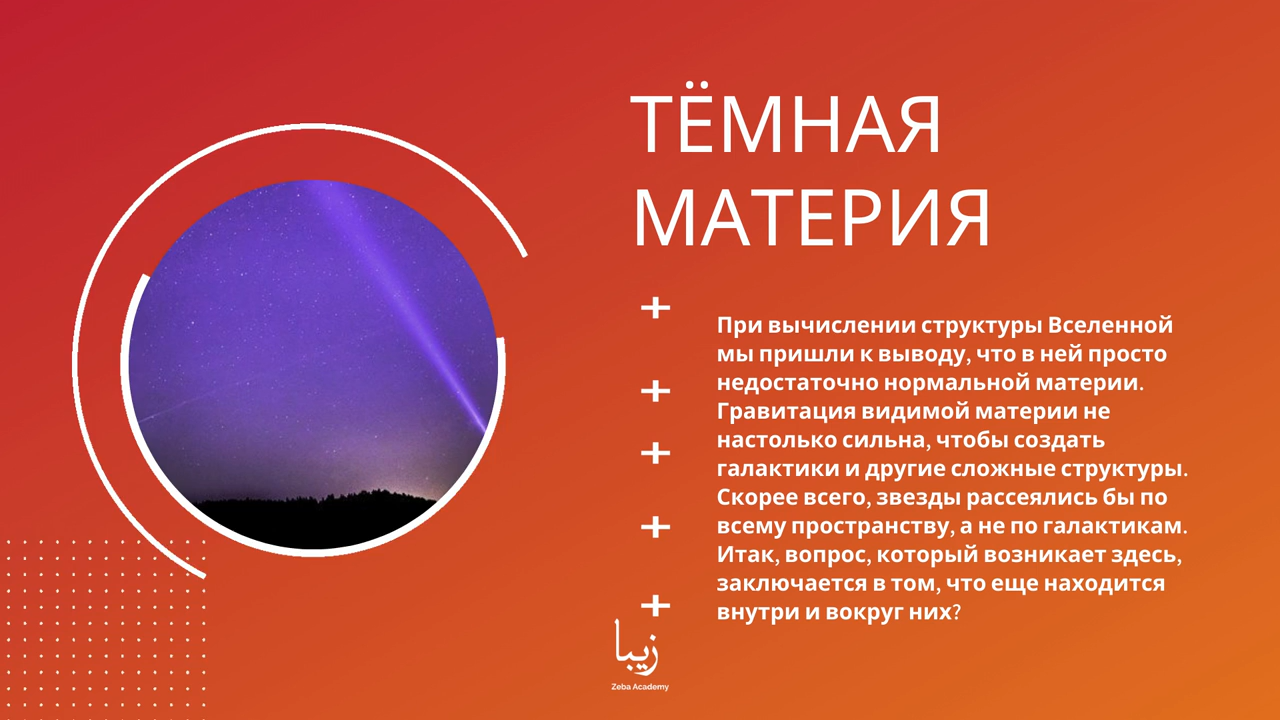 ТЁМНАЯ
МАТЕРИЯ
При вычислении структуры Вселенной
мы пришли к выводу, что в ней просто
недостаточно нормальной материи.
Гравитация видимой материи не
настолько сильна, чтобы создать
галактики и другие сложные структуры.
Скорее всего, звезды рассеялись бы по
всему пространству, а не по галактикам.
Итак, вопрос, который возникает здесь,
заключается в том, что еще находится
внутри и вокруг них?
زیبا
Zeba Academy